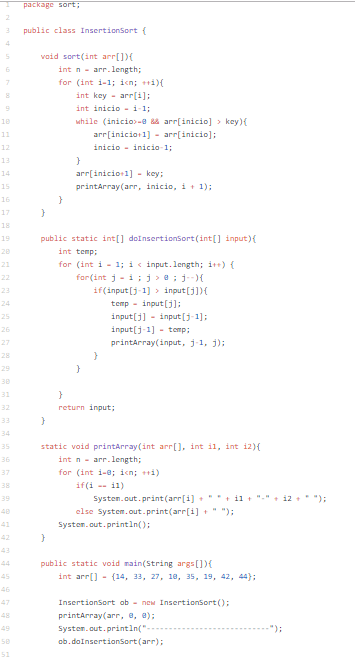 1 package sort;
2
3 public class InsertionSort {
4
5 void sort(int arr[]){
6 int n = arr.length;
7 for (int i=1; i<n; ++i){
8 int key = arr[i];
9 int inicio = i-1;
10 while (inicio>=0 && arr[inicio] > key){
11 arr[inicio+1] = arr[inicio];
12 inicio = inicio-1;
13 }
14 arr[inicio+1] = key;
15 printArray(arr, inicio, i + 1);
16 }
17 }
18
19 public static int[] doInsertionSort(int[] input){
20 int temp;
21 for (int i = 1; i < input.length; i++) {
22 for(int j = i ; j > 0 ; j--){
23 if(input[j-1] > input[j]){
24 temp = input[j];
25 input[j] = input[j-1];
26 input[j-1] = temp;
27 printArray(input, j-1, j);
28 }
29 }
30
31 }
32 return input;
33 }
34
35 static void printArray(int arr[], int i1, int i2){
36 int n = arr.length;
37 for (int i=0; i<n; ++i)
38 if(i == i1)
39 System.out.print(arr[i] + " " + i1 + "-" + i2 + " ");
40 else System.out.print(arr[i] + " ");
41 System.out.println();
42 }
43
44 public static void main(String args[]){
45 int arr[] = {14, 33, 27, 10, 35, 19, 42, 44};
46
47 InsertionSort ob = new InsertionSort();
48 printArray(arr, 0, 0);
49 System.out.println("----------------------------");
50 ob.doInsertionSort(arr);
51